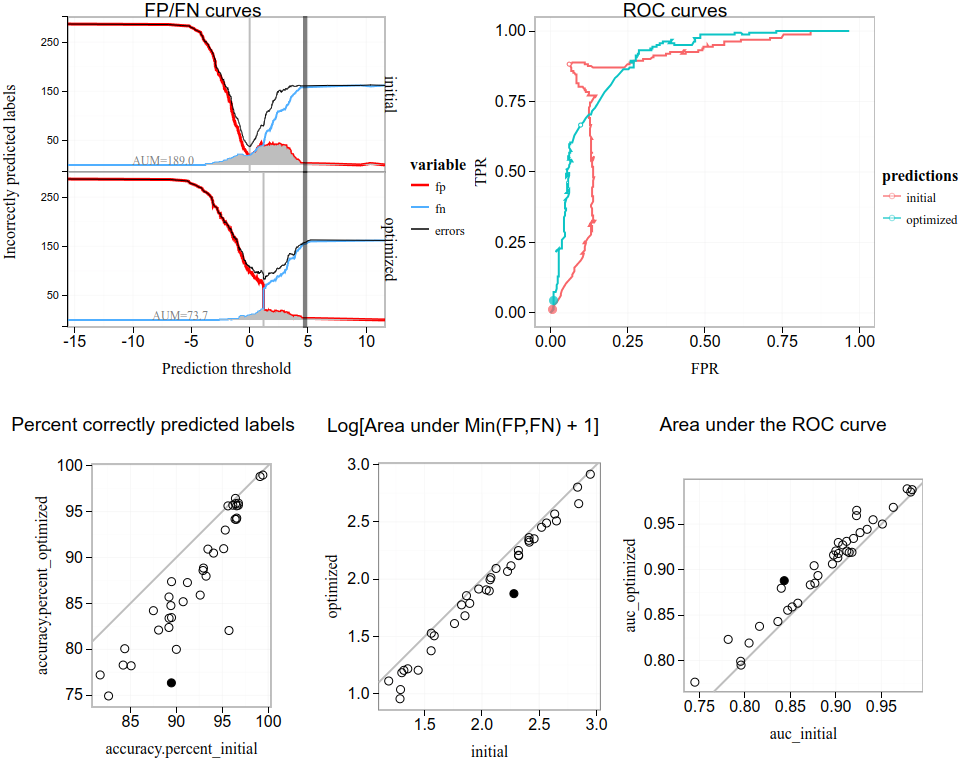 FP/FN curves
Incorrectly predicted labels
250
150
50
AUM=189.0
initial
250
150
50
AUM=73.7
optimized
-15
-10
-5
0
5
10
Prediction threshold
variable
fp
fn
errors
ROC curves
TPR
1.00
0.75
0.50
0.25
0.00
0.00
0.25
0.50
0.75
1.00
FPR
predictions
initial
optimized
Percent correctly predicted labels
accuracy.percent_optimized
100
95
90
85
80
75
85
90
95
100
accuracy.percent_initial
Log[Area under Min(FP,FN) + 1]
optimized
3.0
2.5
2.0
1.5
1.0
1.5
2.0
2.5
3.0
initial
Area under the ROC curve
auc_optimized
0.95
0.90
0.85
0.80
0.75
0.80
0.85
0.90
0.95
auc_initial